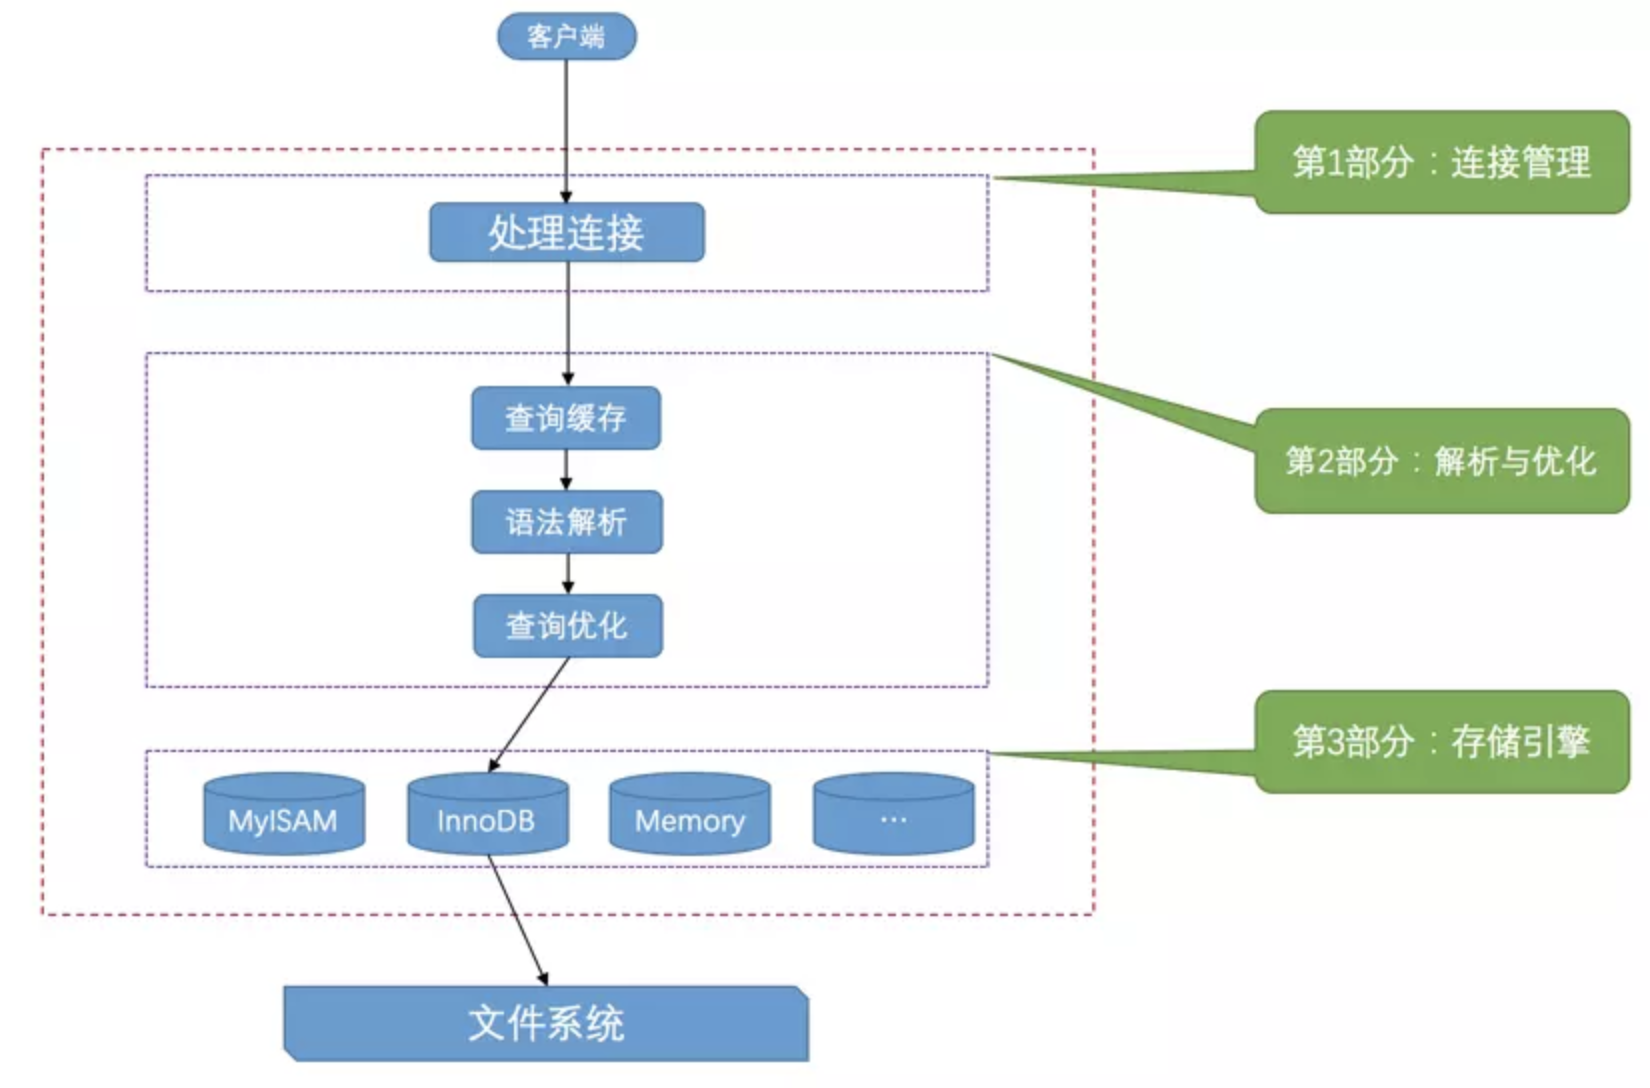 客户端
第1部分：连接管理
处理连接
查询缓存
第2部分：解析与优化
语法解析
查询优化
第3部分：存储引擎
MyISAM
InnoDB
Memory
...
文件系统